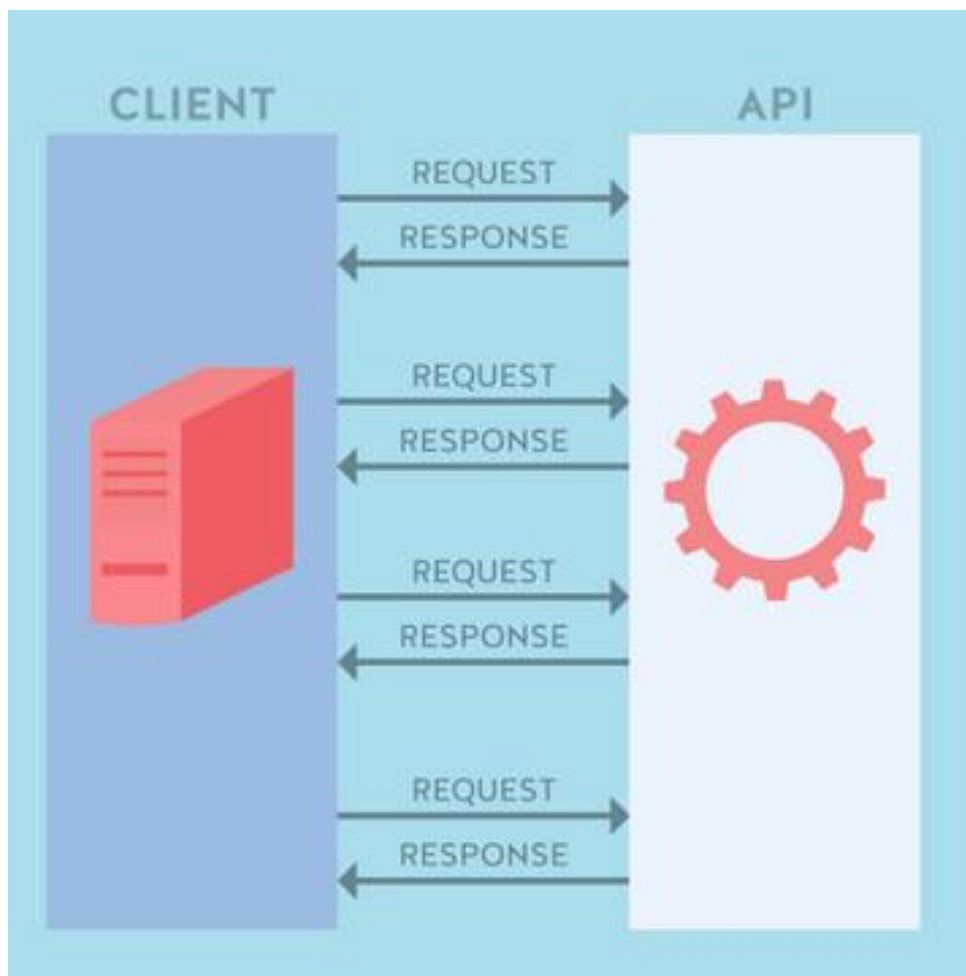 CLIENT
API
REQUEST
RESPONSE
REQUEST
RESPONSE
REQUEST
RESPONSE
REQUEST
RESPONSE